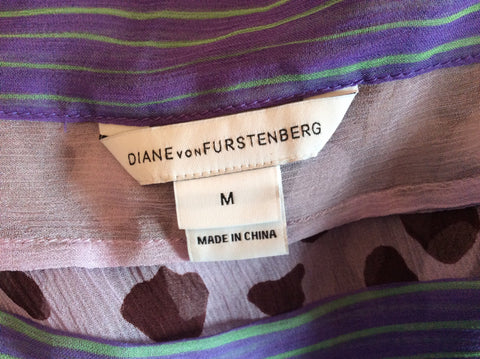 DIANE VON FURSTENBERG
M
MADE IN CHINA